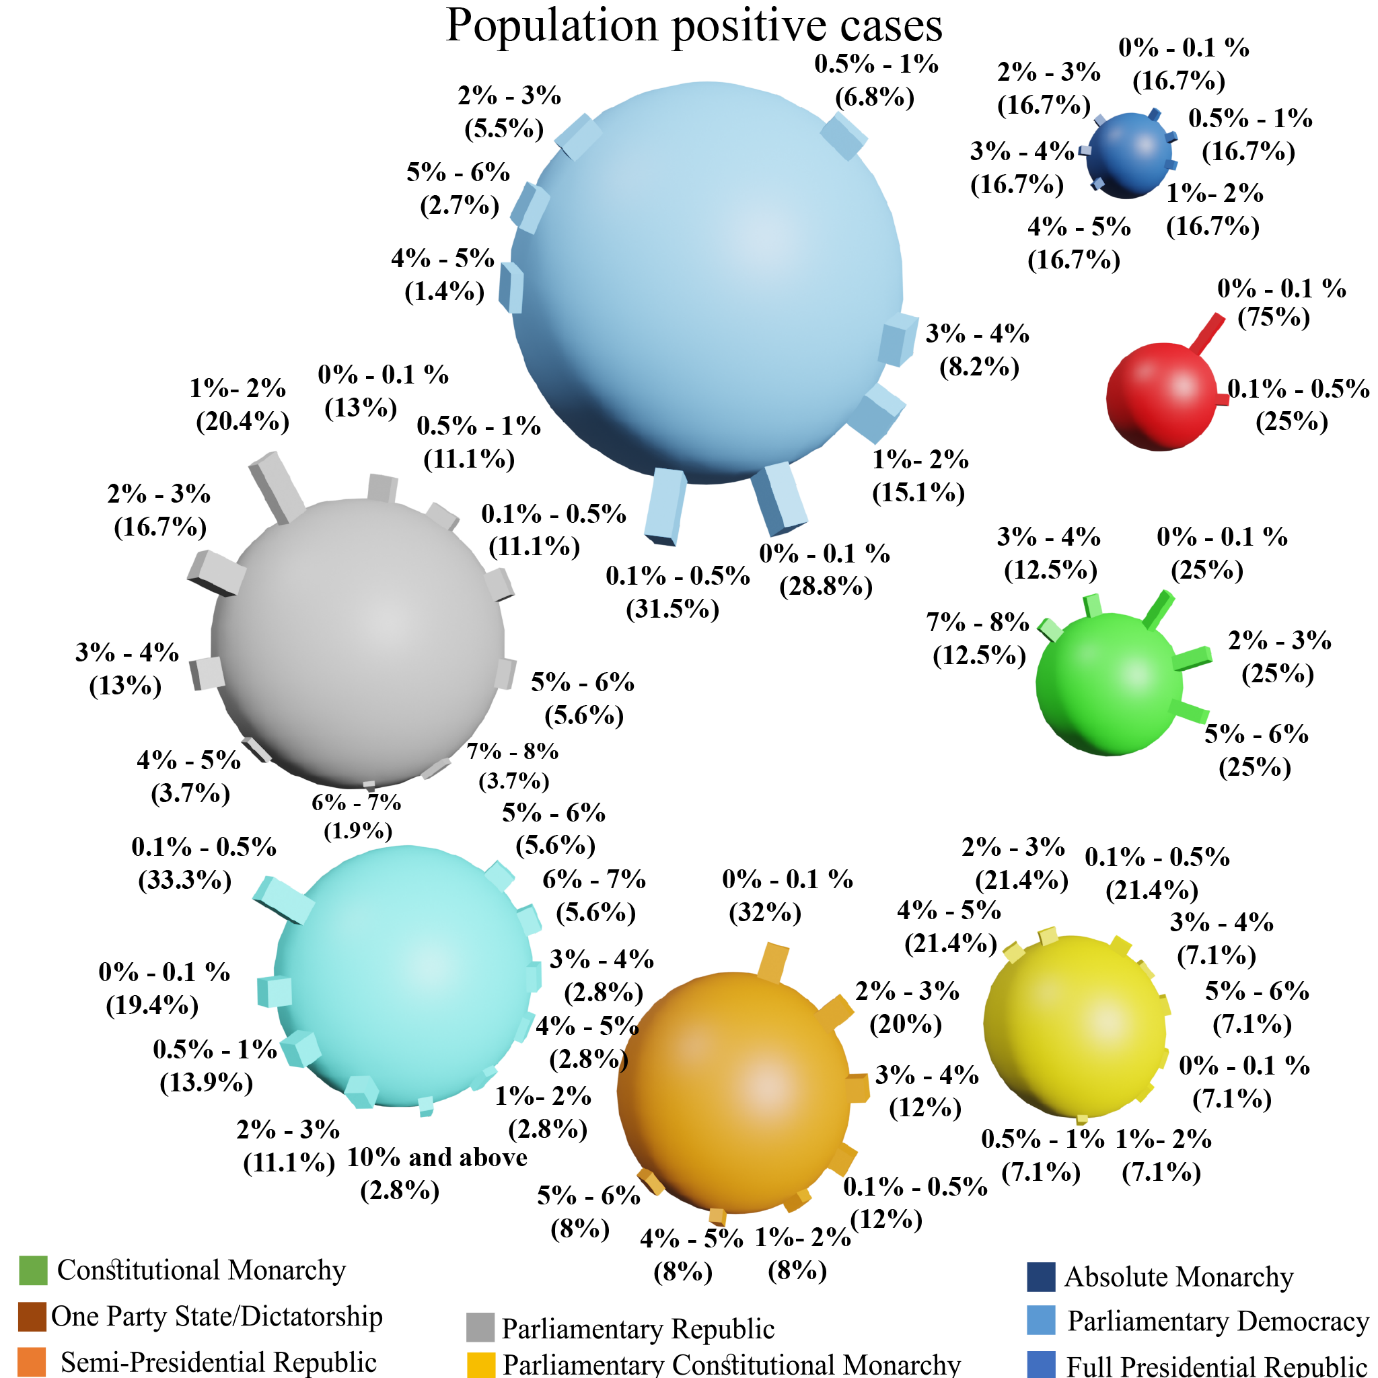 Population positive cases
0.5% - 1%
(6.8%)
2% - 3%
(5.5%)
5% - 6%
(2.7%)
4% - 5%
(1.4%)
3% - 4%
(8.2%)
1%- 2%
(15.1%)
0% - 0.1 %
(28.8%)
0.1% - 0.5%
(31.5%)
0% - 0.1 %
(16.7%)
2% - 3%
(16.7%)
0.5% - 1%
(16.7%)
3% - 4%
(16.7%)
1%- 2%
(16.7%)
4% - 5%
(16.7%)
0% - 0.1 %
(75%)
0.1% - 0.5%
(25%)
1%- 2%
(20.4%)
0% - 0.1 %
(13%)
0.5% - 1%
(11.1%)
2% - 3%
(16.7%)
0.1% - 0.5%
(11.1%)
3% - 4%
(13%)
5% - 6%
(5.6%)
4% - 5%
(3.7%)
7% - 8%
(3.7%)
6% - 7%
(1.9%)
3% - 4%
(12.5%)
0% - 0.1 %
(25%)
7% - 8%
(12.5%)
2% - 3%
(25%)
5% - 6%
(25%)
0.1% - 0.5%
(33.3%)
5% - 6%
(5.6%)
6% - 7%
(5.6%)
0% - 0.1 %
(19.4%)
3% - 4%
(2.8%)
4% - 5%
(2.8%)
0.5% - 1%
(13.9%)
1%- 2%
(2.8%)
2% - 3%
(11.1%)
10% and above
(2.8%)
0% - 0.1 %
(32%)
2% - 3%
(20%)
3% - 4%
(12%)
0.1% - 0.5%
(12%)
5% - 6%
(8%)
4% - 5%
(8%)
1%- 2%
(8%)
2% - 3%
(21.4%)
0.1% - 0.5%
(21.4%)
4% - 5%
(21.4%)
3% - 4%
(7.1%)
5% - 6%
(7.1%)
0% - 0.1 %
(7.1%)
0.5% - 1%
(7.1%)
1%- 2%
(7.1%)
Constitutional Monarchy
One Party State/Dictatorship
Semi-Presidential Republic
Parliamentary Republic
Parliamentary Constitutional Monarchy
Absolute Monarchy
Parliamentary Democracy
Full Presidential Republic